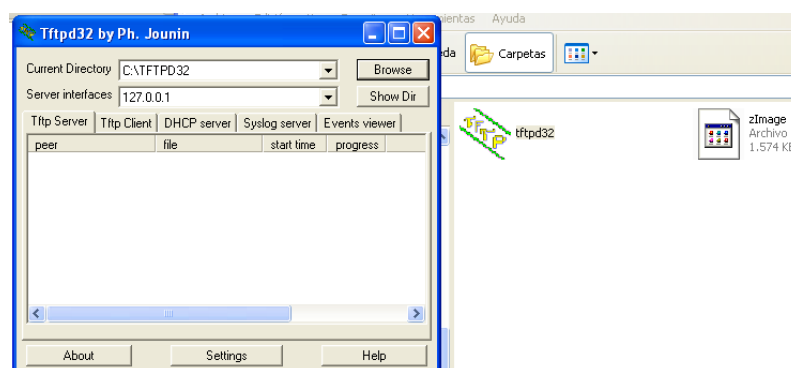 Tftpd32 by Ph. Jounin
Current Directory C:\TFTPD32 Browse
Server interfaces 127.0.0.1 Show Dir
Tftp Server Tftp Client DHCP server Syslog server Events viewer
peer file start time progress
About Settings Help
Ayuda
Carpetas
TFTP
tftpd32
zImage
Archivo
1.574 KB